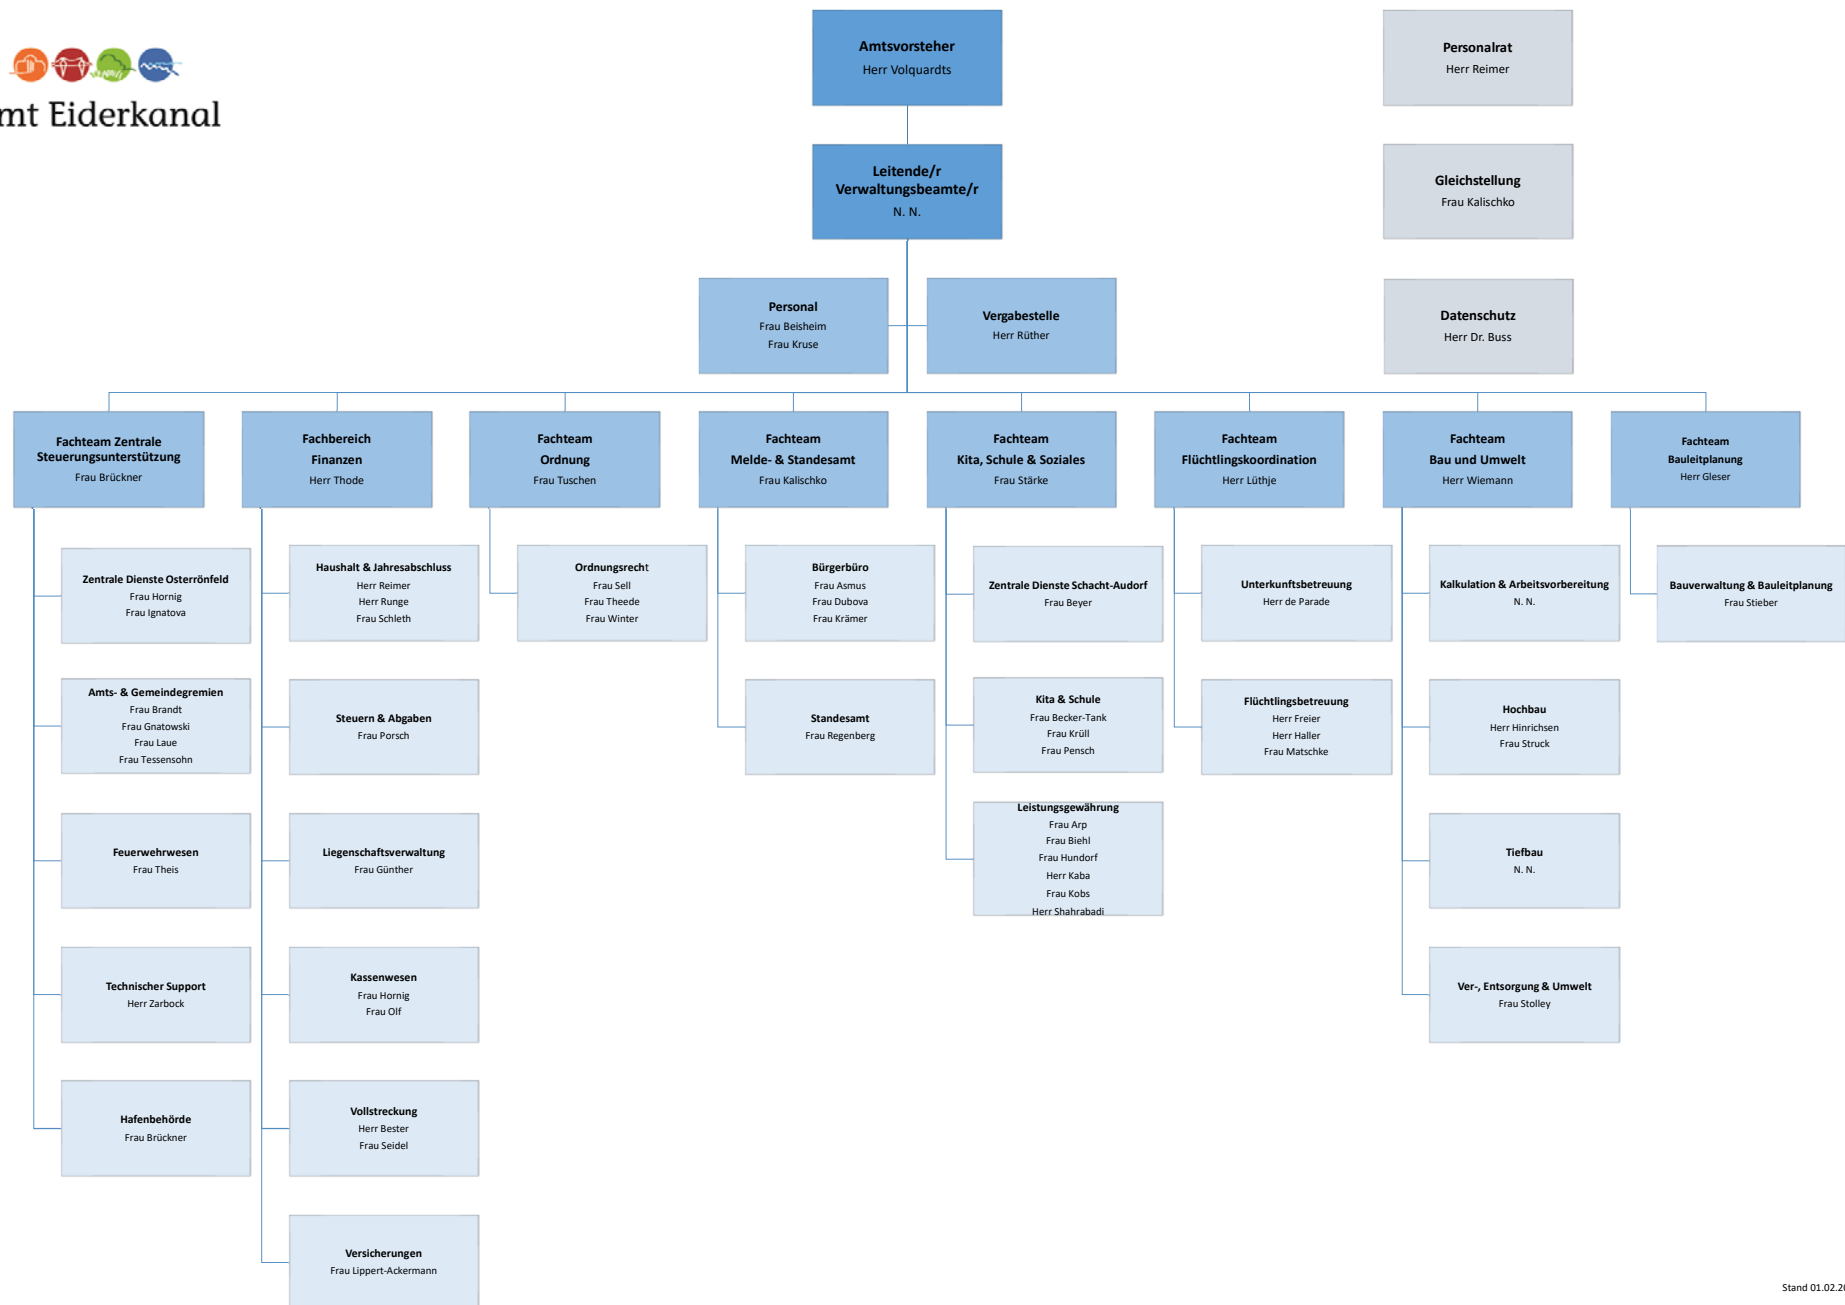 mt Eiderkanal
Amtsvorsteher
Herr Volquardts
Personalrat
Herr Reimer
Leitende/r
Verwaltungsbeamte/r
N. N.
Gleichstellung
Frau Kalischko
Personal
Frau Beisheim
Frau Kruse
Vergabestelle
Herr Rüther
Datenschutz
Herr Dr. Buss
Fachteam Zentrale
Steuerungsunterstützung
Frau Brückner
Fachbereich
Finanzen
Herr Thode
Fachteam
Ordnung
Frau Tuschen
Fachteam
Melde- & Standesamt
Frau Kalischko
Fachteam
Kita, Schule & Soziales
Frau Stärke
Fachteam
Flüchtlingskoordination
Herr Lüthje
Fachteam
Bau und Umwelt
Herr Wiemann
Fachteam
Bauleitplanung
Herr Gleser
Zentrale Dienste Osterrönfeld
Frau Hornig
Frau Ignatova
Haushalt & Jahresabschluss
Herr Reimer
Herr Runge
Frau Schleth
Ordnungsrecht
Frau Sell
Frau Theede
Frau Winter
Bürgerbüro
Frau Asmus
Frau Dubova
Frau Krämer
Zentrale Dienste Schacht-Audorf
Frau Beyer
Unterkunftsbetreuung
Herr de Parade
Kalkulation & Arbeitsvorbereitung
N. N.
Bauverwaltung & Bauleitplanung
Frau Stieber
Amts- & Gemeindegremien
Frau Brandt
Frau Gnatowski
Frau Laue
Frau Tessensohn
Steuern & Abgaben
Frau Porsch
Standesamt
Frau Regenberg
Kita & Schule
Frau Becker-Tank
Frau Krüll
Frau Pensch
Flüchtlingsbetreuung
Herr Freier
Herr Haller
Frau Matschke
Hochbau
Herr Hinrichsen
Frau Struck
Feuerwehrwesen
Frau Theis
Liegenschaftsverwaltung
Frau Günther
Leistungsgewährung
Frau Arp
Frau Biehl
Frau Hundorf
Herr Kaba
Frau Kobs
Herr Shahrabadi
Tiefbau
N. N.
Technischer Support
Herr Zarbock
Kassenwesen
Frau Hornig
Frau Olf
Ver-, Entsorgung & Umwelt
Frau Stolley
Hafenbehörde
Frau Brückner
Vollstreckung
Herr Bester
Frau Seidel
Versicherungen
Frau Lippert-Ackermann
Stand 01.02.20